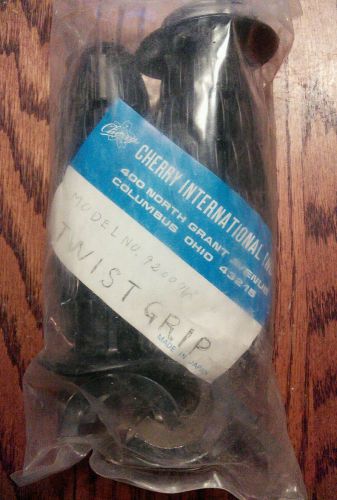 Cherry
CHERRY INTERNATIONAL INC.
400 NORTH GRANT AVENUE
COLUMBUS OHIO 43215
MODEL NO.
TWIST GRIP
MADE IN JAPAN